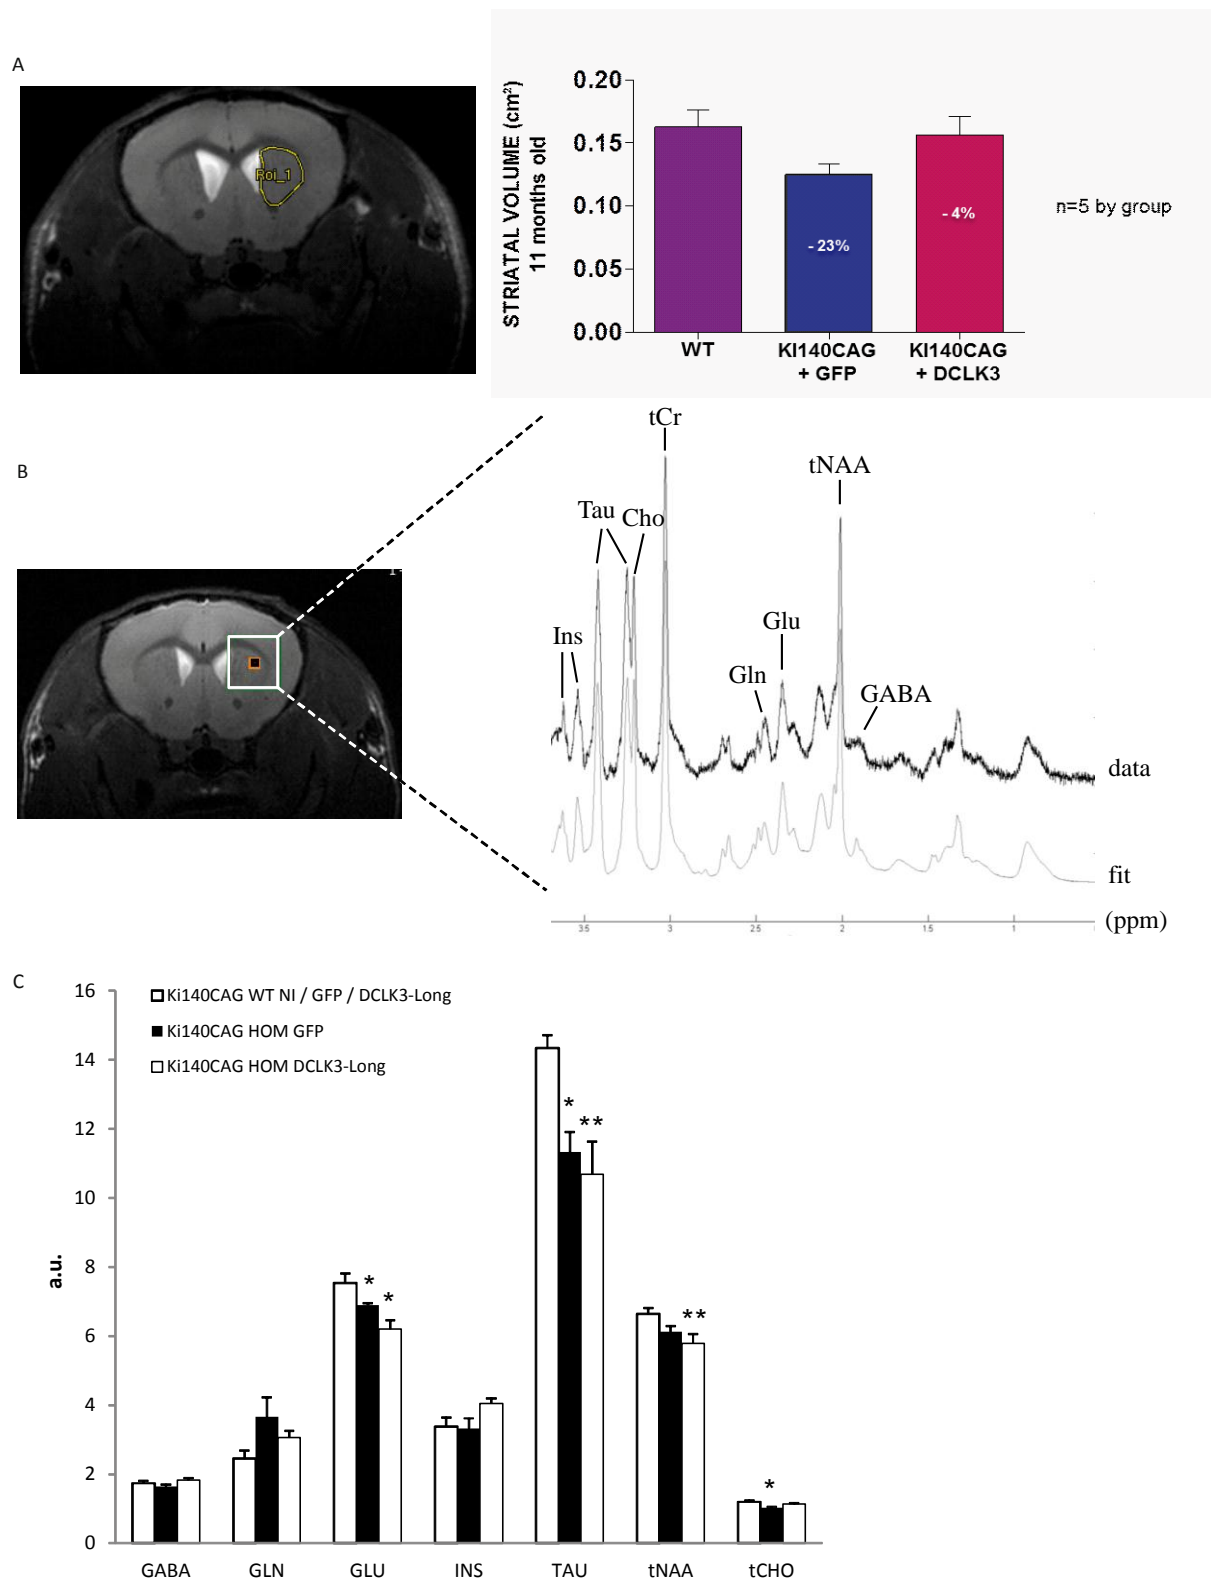 A
Roi_1
STRIATAL VOLUME (cm²)
11 months old
0.20
0.15
0.10
0.05
0.00
- 23%
- 4%
WT
KI140CAG
+ GFP
KI140CAG
+ DCLK3
n=5 by group
B
tCr
tNAA
Tau
Cho
Ins
Glu
Gln
GABA
data
fit
3.5
3
2.5
2
1.5
1
(ppm)
C
16
14
12
10
8
6
4
2
0
a.u.
Ki140CAG WT NI / GFP / DCLK3-Long
Ki140CAG HOM GFP
Ki140CAG HOM DCLK3-Long
*
*
*
**
**
*
GABA
GLN
GLU
INS
TAU
tNAA
tCHO